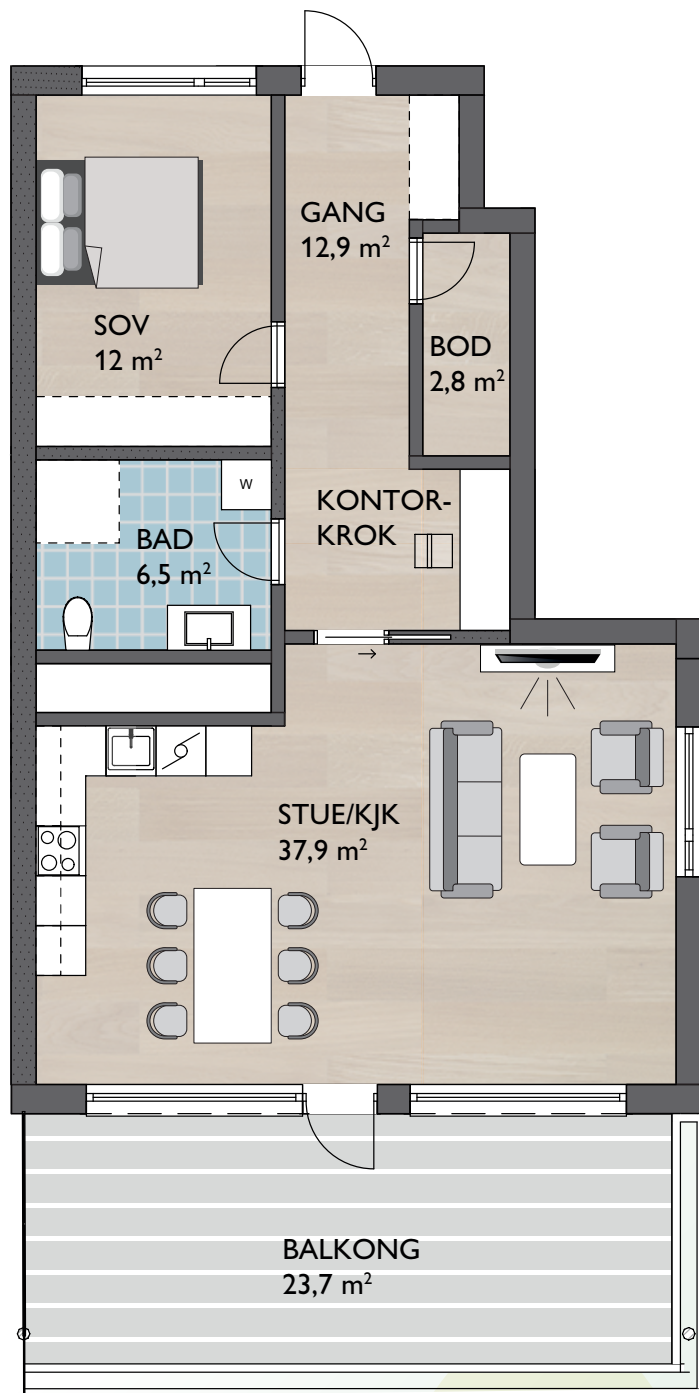 GANG
12,9 m²
SOV
12 m²
BOD
2,8 m²
W
KONTOR-
KROK
BAD
6,5 m²
STUE/KJK
37,9 m²
BALKONG
23,7 m²